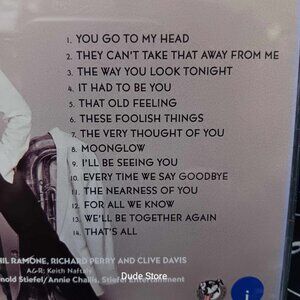 1. YOU GO TO MY HEAD
2. THEY CAN'T TAKE THAT AWAY FROM ME
3. THE WAY YOU LOOK TONIGHT
4. IT HAD TO BE YOU
5. THAT OLD FEELING
6. THESE FOOLISH THINGS
7. THE VERY THOUGHT OF YOU
8. MOONGLOW
9. I'LL BE SEEING YOU
10. EVERY TIME WE SAY GOODBYE
11. THE NEARNESS OF YOU
12. FOR ALL WE KNOW
13. WE'LL BE TOGETHER AGAIN
14. THAT'S ALL
HIL RAMONE, RICHARD PERRY AND CLIVE DAVIS
A&R: Keith Naftaly
nold Stiefel/Annie Challis, Stiefel Entertainment
Dude Store